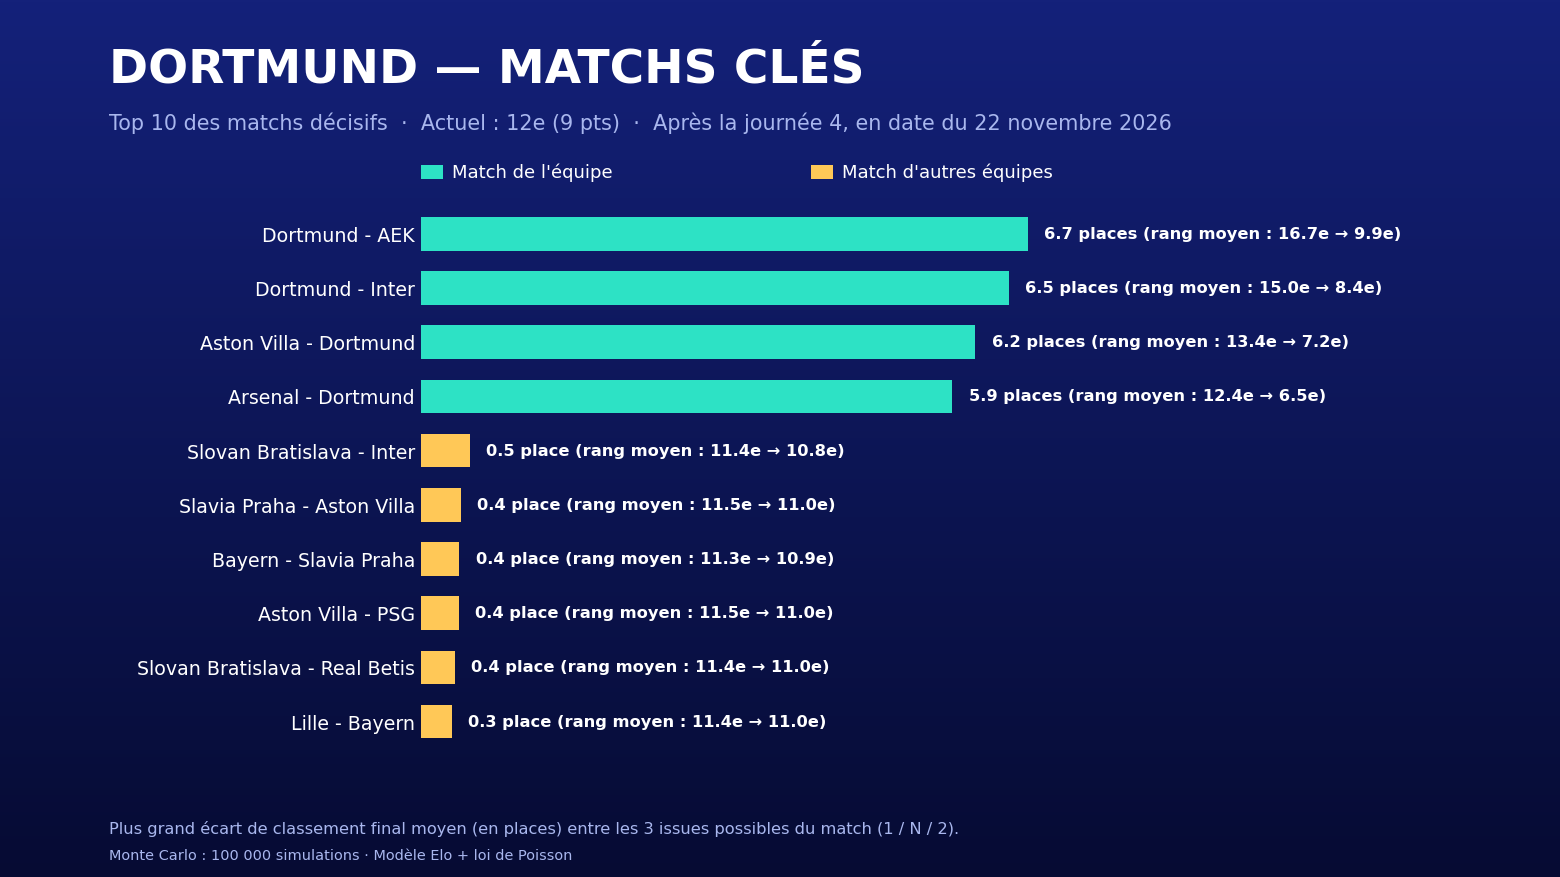 DORTMUND — MATCHS CLÉS
Top 10 des matchs décisifs · Actuel : 12e (9 pts) · Après la journée 4, en date du 22 novembre 2026
Match de l'équipe Match d'autres équipes
Dortmund - AEK 6.7 places (rang moyen : 16.7e → 9.9e)
Dortmund - Inter 6.5 places (rang moyen : 15.0e → 8.4e)
Aston Villa - Dortmund 6.2 places (rang moyen : 13.4e → 7.2e)
Arsenal - Dortmund 5.9 places (rang moyen : 12.4e → 6.5e)
Slovan Bratislava - Inter 0.5 place (rang moyen : 11.4e → 10.8e)
Slavia Praha - Aston Villa 0.4 place (rang moyen : 11.5e → 11.0e)
Bayern - Slavia Praha 0.4 place (rang moyen : 11.3e → 10.9e)
Aston Villa - PSG 0.4 place (rang moyen : 11.5e → 11.0e)
Slovan Bratislava - Real Betis 0.4 place (rang moyen : 11.4e → 11.0e)
Lille - Bayern 0.3 place (rang moyen : 11.4e → 11.0e)
Plus grand écart de classement final moyen (en places) entre les 3 issues possibles du match (1 / N / 2).
Monte Carlo : 100 000 simulations · Modèle Elo + loi de Poisson